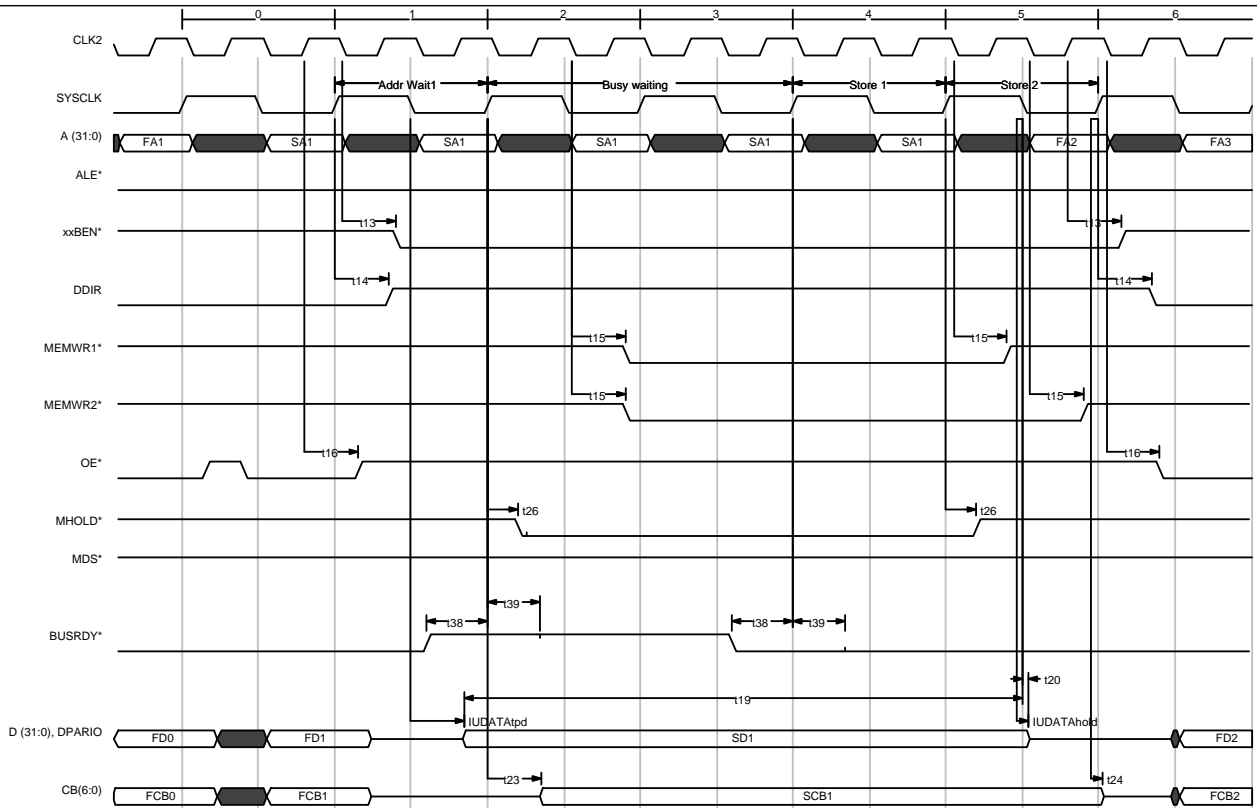 0 1 2 3 4 5 6
CLK2
Addr Wait1 Busy waiting Store 1 Store 2
SYSCLK
A (31:0)
FA1 SA1 SA1 SA1 SA1 SA1 FA2 FA3
ALE*
t13 t13
xxBEN*
t14 t14
DDIR
t15 t15
MEMWR1*
t15 t15
MEMWR2*
t16 t16
OE*
t26 t26
MHOLD*
MDS*
t39
t38 t38 t39
BUSRDY*
t20
t19
IUDATAtpd IUDATAhold
D (31:0), DPARIO
FD0 FD1 SD1 FD2
t23 t24
CB(6:0)
FCB0 FCB1 SCB1 FCB2